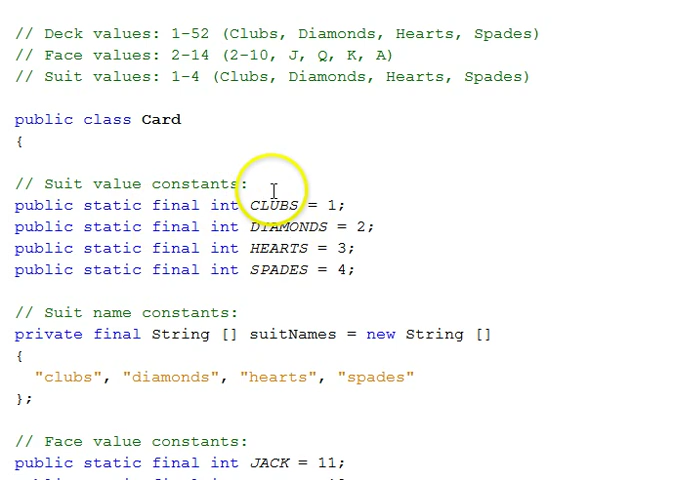 // Deck values: 1-52 (Clubs, Diamonds, Hearts, Spades)
// Face values: 2-14 (2-10, J, Q, K, A)
// Suit values: 1-4 (Clubs, Diamonds, Hearts, Spades)
public class Card
{
// Suit value constants:
public static final int CLUBS = 1;
public static final int DIAMONDS = 2;
public static final int HEARTS = 3;
public static final int SPADES = 4;
// Suit name constants:
private final String [] suitNames = new String []
{
"clubs", "diamonds", "hearts", "spades"
};
// Face value constants:
public static final int JACK = 11;